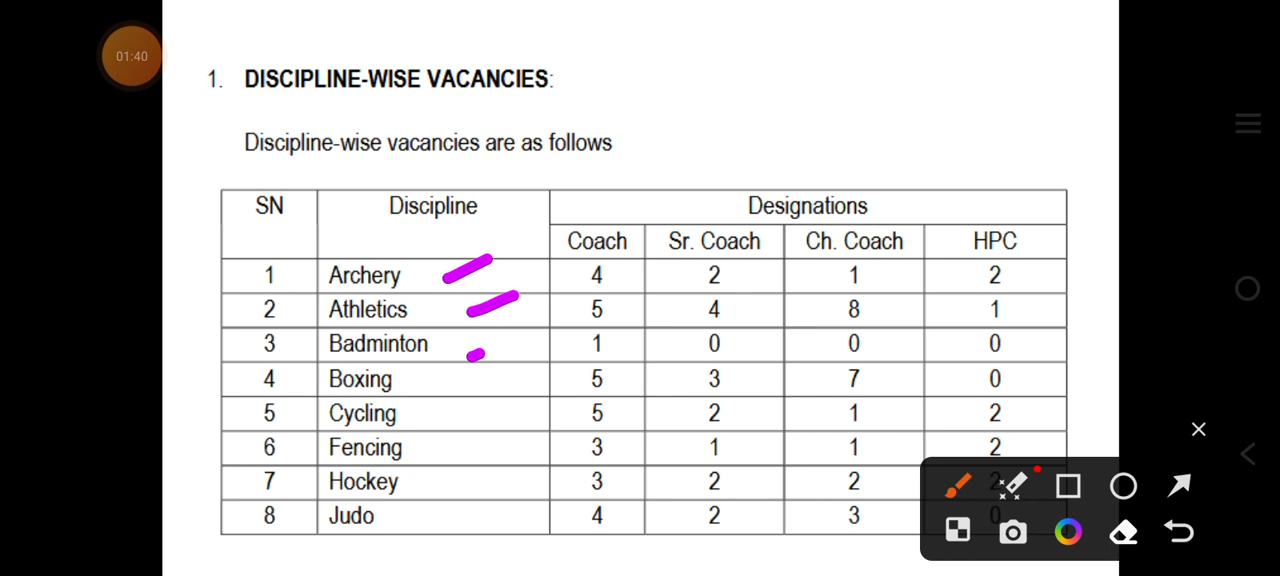 01:40
1. DISCIPLINE-WISE VACANCIES:
Discipline-wise vacancies are as follows
SN Discipline Designations
Coach Sr. Coach Ch. Coach HPC
1 Archery 4 2 1 2
2 Athletics 5 4 8 1
3 Badminton 1 0 0 0
4 Boxing 5 3 7 0
5 Cycling 5 2 1 2
6 Fencing 3 1 1 2
7 Hockey 3 2 2 2
8 Judo 4 2 3 0